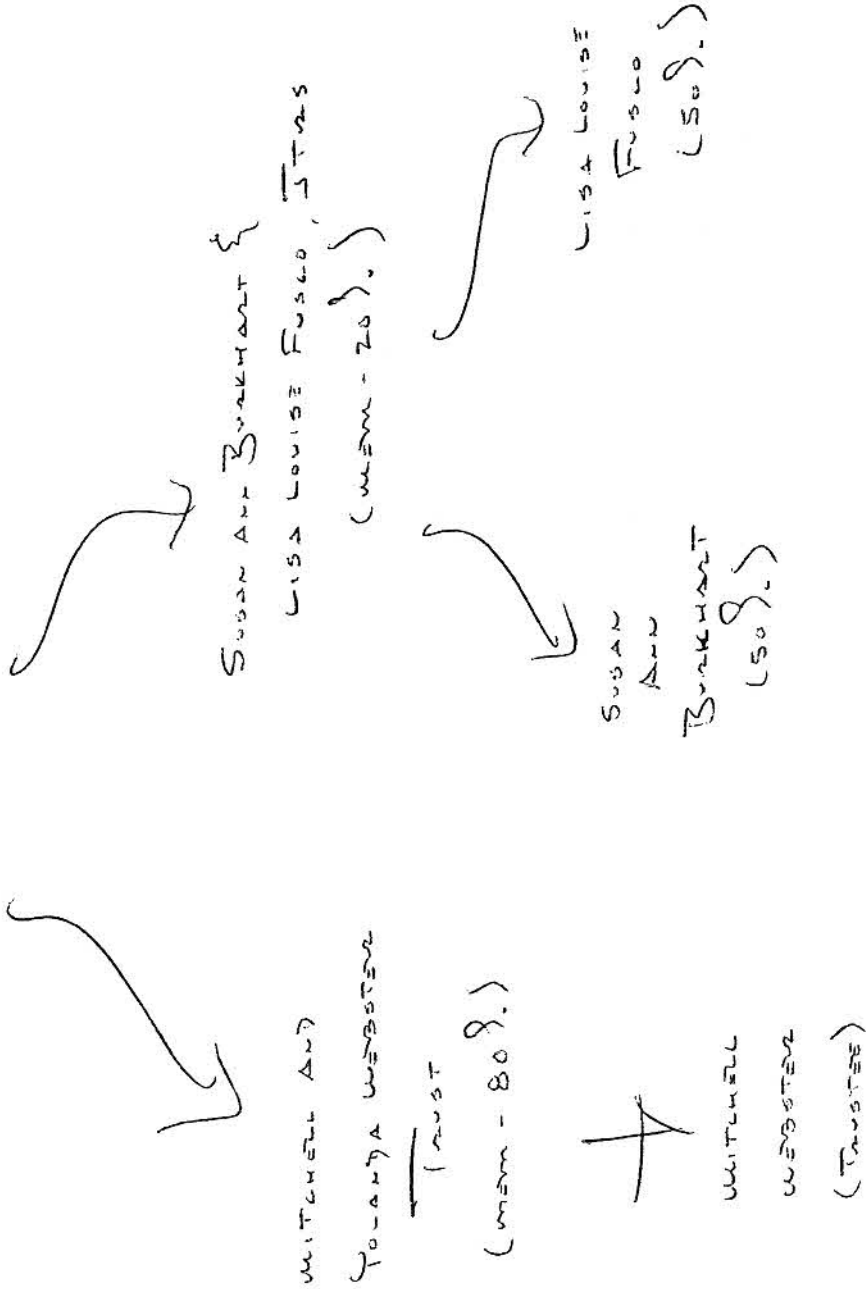 MITCHELL AND
YOLANDA WEBSTER
TRUST
(MEM - 80%)
MITCHELL
WEBSTER
(TRUSTEE)
SUSAN ANN BURKHART &
LISA LOUISE FUSCO, JTRS
(MEM - 20%)
SUSAN
ANN
BURKHART
(50%)
LISA LOUISE
FUSCO
(50%)